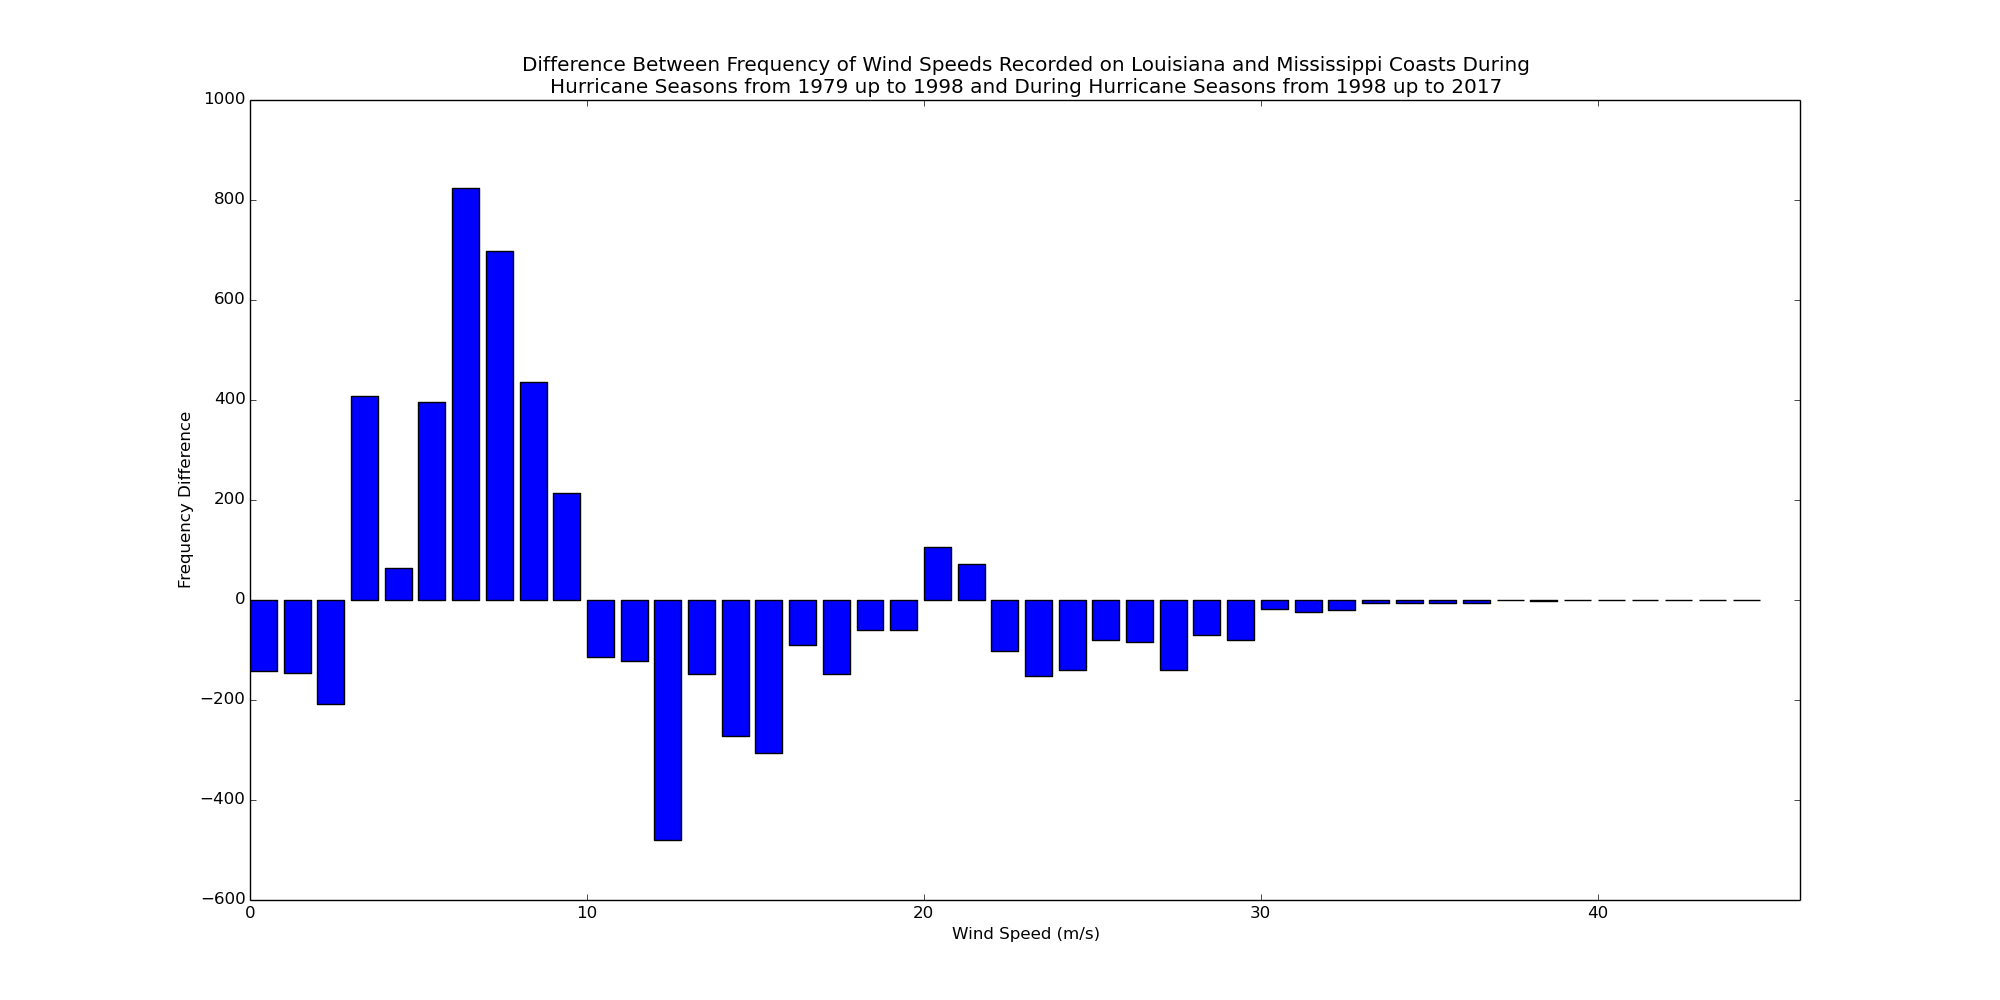 Difference Between Frequency of Wind Speeds Recorded on Louisiana and Mississippi Coasts During
Hurricane Seasons from 1979 up to 1998 and During Hurricane Seasons from 1998 up to 2017
1000
800
600
400
200
0
−200
−400
−600
Frequency Difference
0 10 20 30 40
Wind Speed (m/s)